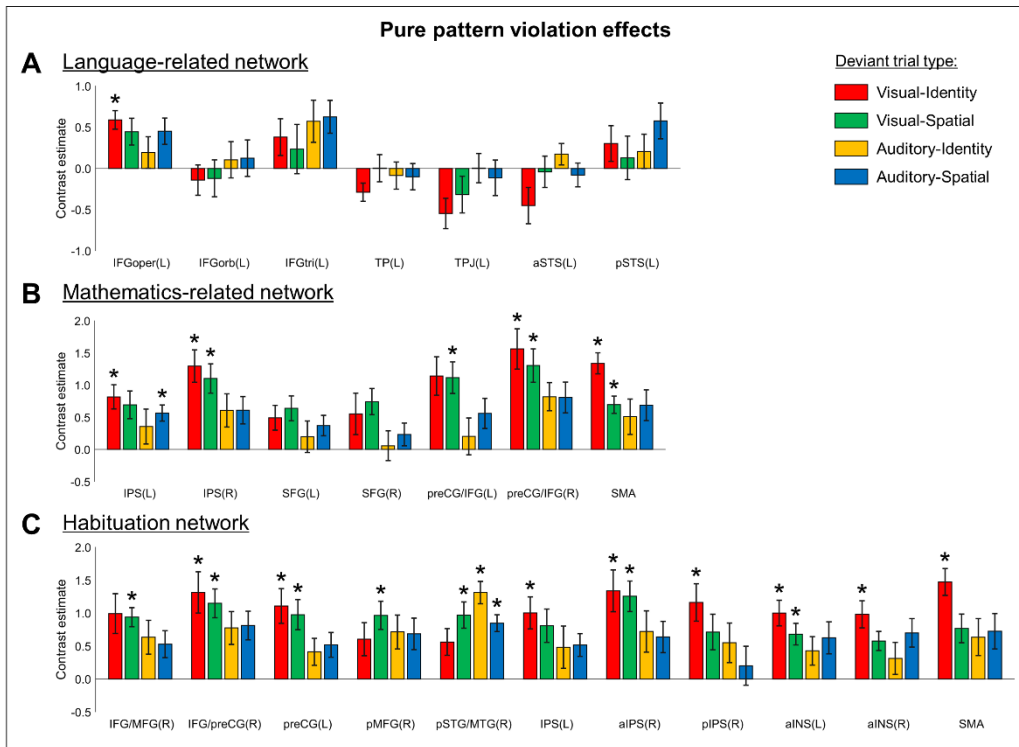 Pure pattern violation effects
A Language-related network
Deviant trial type:
Visual-Identity
Visual-Spatial
Auditory-Identity
Auditory-Spatial
Contrast estimate
1.0
0.5
0.0
-0.5
-1.0
*
IFGoper(L) IFGorb(L) IFGtri(L) TP(L) TPJ(L) aSTS(L) pSTS(L)
B Mathematics-related network
Contrast estimate
2.0
1.5
1.0
0.5
0.0
-0.5
* * * * * * * * *
IPS(L) IPS(R) SFG(L) SFG(R) preCG/IFG(L) preCG/IFG(R) SMA
C Habituation network
Contrast estimate
2.0
1.5
1.0
0.5
0.0
-0.5
* * * * * * * * * * * * * * * * *
IFG/MFG(R) IFG/preCG(R) preCG(L) pMFG(R) pSTG/MTG(R) IPS(L) aIPS(R) pIPS(R) aINS(L) aINS(R) SMA